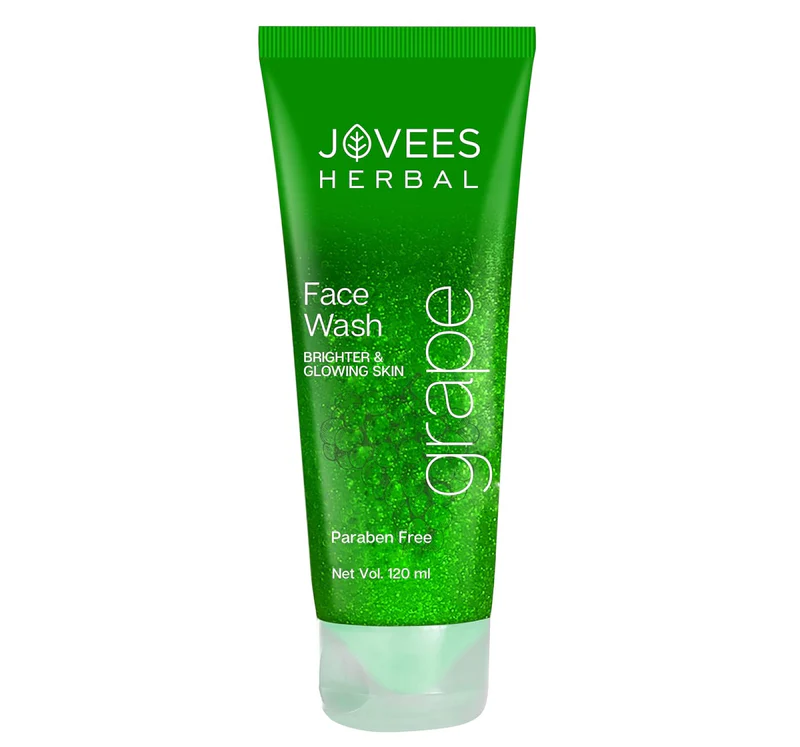 JOVEES
HERBAL
Face
Wash
BRIGHTER &
GLOWING SKIN
grape
Paraben Free
Net Vol. 120 ml